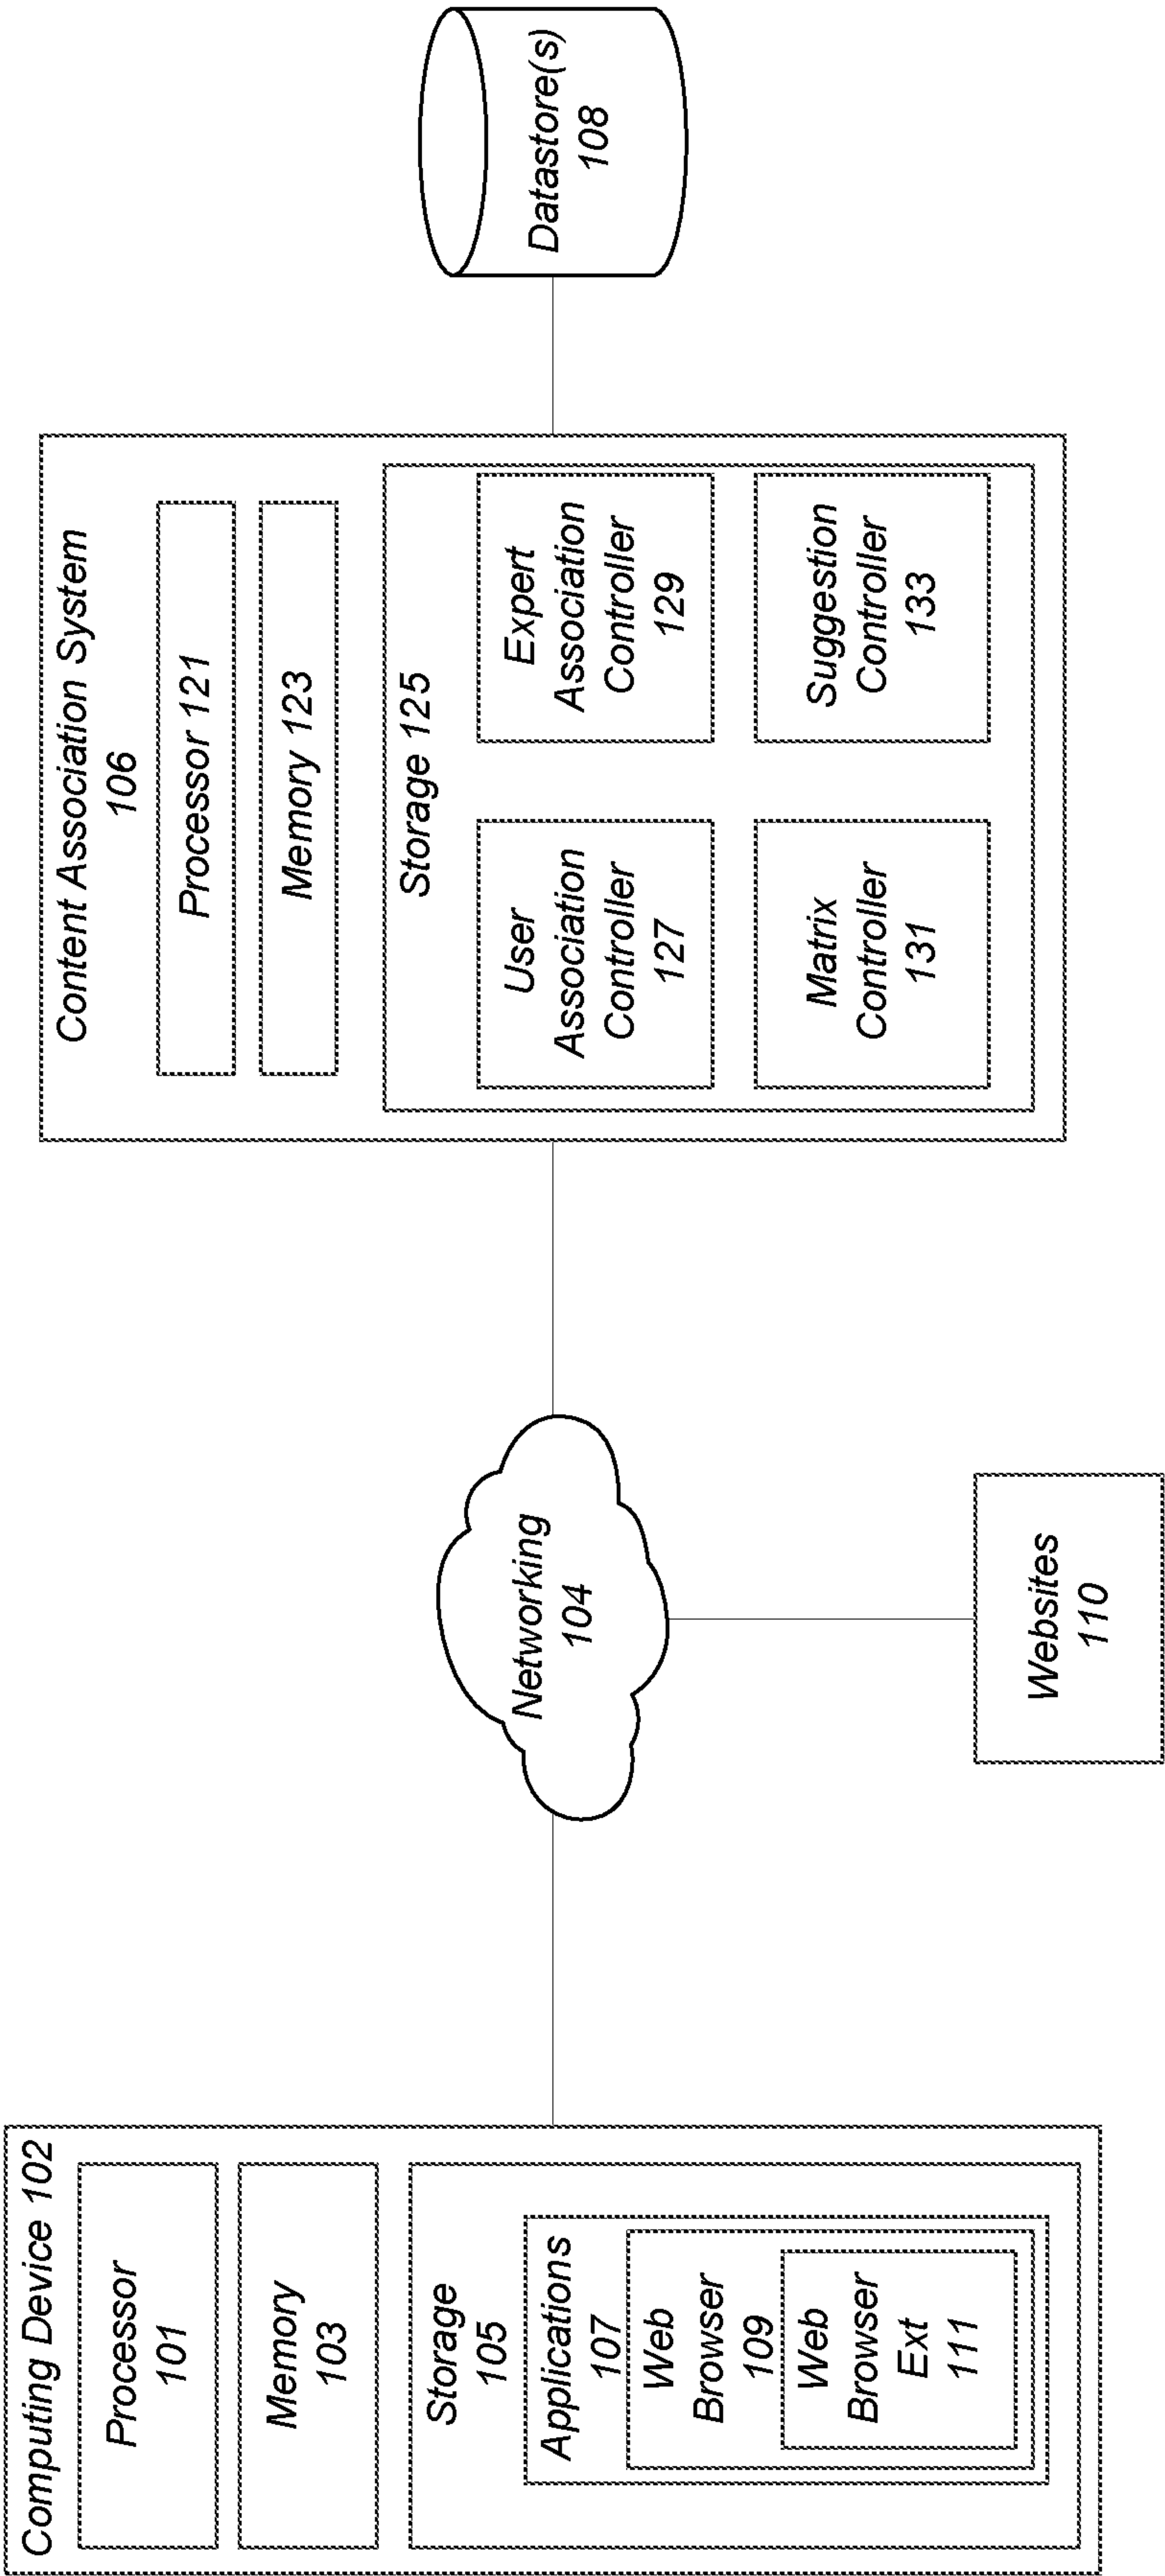 Computing Device 102
Processor
101
Memory
103
Storage
105
Applications
107
Web
Browser
109
Web
Browser
Ext
111
Networking
104
Websites
110
Content Association System
106
Processor 121
Memory 123
Storage 125
User
Association
Controller
127
Expert
Association
Controller
129
Matrix
Controller
131
Suggestion
Controller
133
Datastore(s)
108